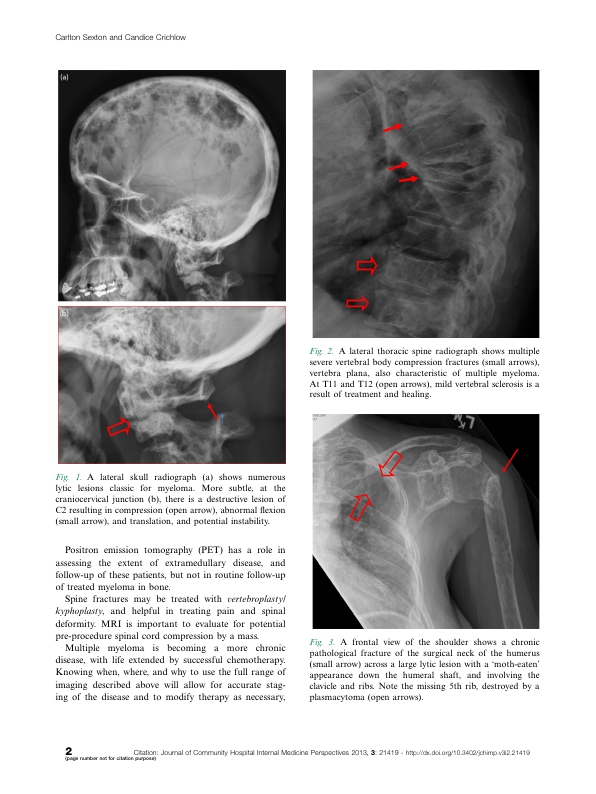 Carlton Sexton and Candice Crichlow
(a)
(b)
Fig. 1. A lateral skull radiograph (a) shows numerous
lytic lesions classic for myeloma. More subtle, at the
craniocervical junction (b), there is a destructive lesion of
C2 resulting in compression (open arrow), abnormal flexion
(small arrow), and translation, and potential instability.
Positron emission tomography (PET) has a role in
assessing the extent of extramedullary disease, and
follow-up of these patients, but not in routine follow-up
of treated myeloma in bone.
Spine fractures may be treated with vertebroplasty/
kyphoplasty, and helpful in treating pain and spinal
deformity. MRI is important to evaluate for potential
pre-procedure spinal cord compression by a mass.
Multiple myeloma is becoming a more chronic
disease, with life extended by successful chemotherapy.
Knowing when, where, and why to use the full range of
imaging described above will allow for accurate stag-
ing of the disease and to modify therapy as necessary,
Fig. 2. A lateral thoracic spine radiograph shows multiple
severe vertebral body compression fractures (small arrows),
vertebra plana, also characteristic of multiple myeloma.
At T11 and T12 (open arrows), mild vertebral sclerosis is a
result of treatment and healing.
Fig. 3. A frontal view of the shoulder shows a chronic
pathological fracture of the surgical neck of the humerus
(small arrow) across a large lytic lesion with a ‘moth-eaten’
appearance down the humeral shaft, and involving the
clavicle and ribs. Note the missing 5th rib, destroyed by a
plasmacytoma (open arrows).
2
(page number not for citation purpose)
Citation: Journal of Community Hospital Internal Medicine Perspectives 2013, 3: 21419 - http://dx.doi.org/10.3402/jchimp.v3i2.21419